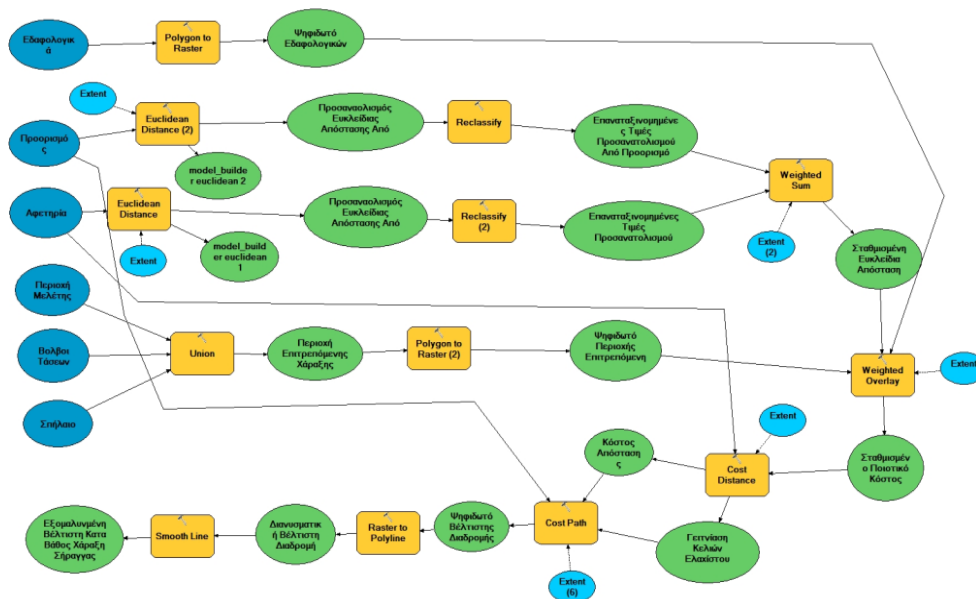 Εδαφολογικ
ά
Polygon to
Raster
Ψηφιδωτό
Εδαφολογικών
Extent
Προορισμό
ς
Euclidean
Distance (2)
Προσαναολισμός
Ευκλείδιας
Απόστασης Από
Reclassify
Επαναταξινομημένε
ς Τιμές
Προσανατολισμού
Από Προορισμό
model_builde
r euclidean 2
Weighted
Sum
Αφετηρία
Euclidean
Distance
Προσαναολισμός
Ευκλείδιας
Απόστασης Από
Reclassify
(2)
Επαναταξινομημένες
Τιμές
Προσανατολισμού
Extent
model_build
er euclidean
1
Extent
(2)
Σταθμισμένη
Ευκλείδια
Απόσταση
Περιοχή
Μελέτης
Βολβοι
Τάσεων
Union
Περιοχή
Επιτρεπόμενης
Χάραξης
Polygon to
Raster (2)
Ψηφιδωτό
Περιοχής
Επιτρεπόμενη
Weighted
Overlay
Extent
Σπήλαιο
Extent
Κόστος
Απόσταση
ς
Cost
Distance
Σταθμισμέν
ο Ποιοτικό
Κόστος
Εξομαλυνμένη
Βέλτιστη Κατα
Βάθος Χάραξη
Σήραγγας
Smooth Line
Διανυσματικ
ή Βέλτιστη
Διαδρομή
Raster to
Polyline
Ψηφιδωτό
Βέλτιστης
Διαδρομής
Cost Path
Γειτνίαση
Κελιών
Ελαχίστου
Extent
(6)